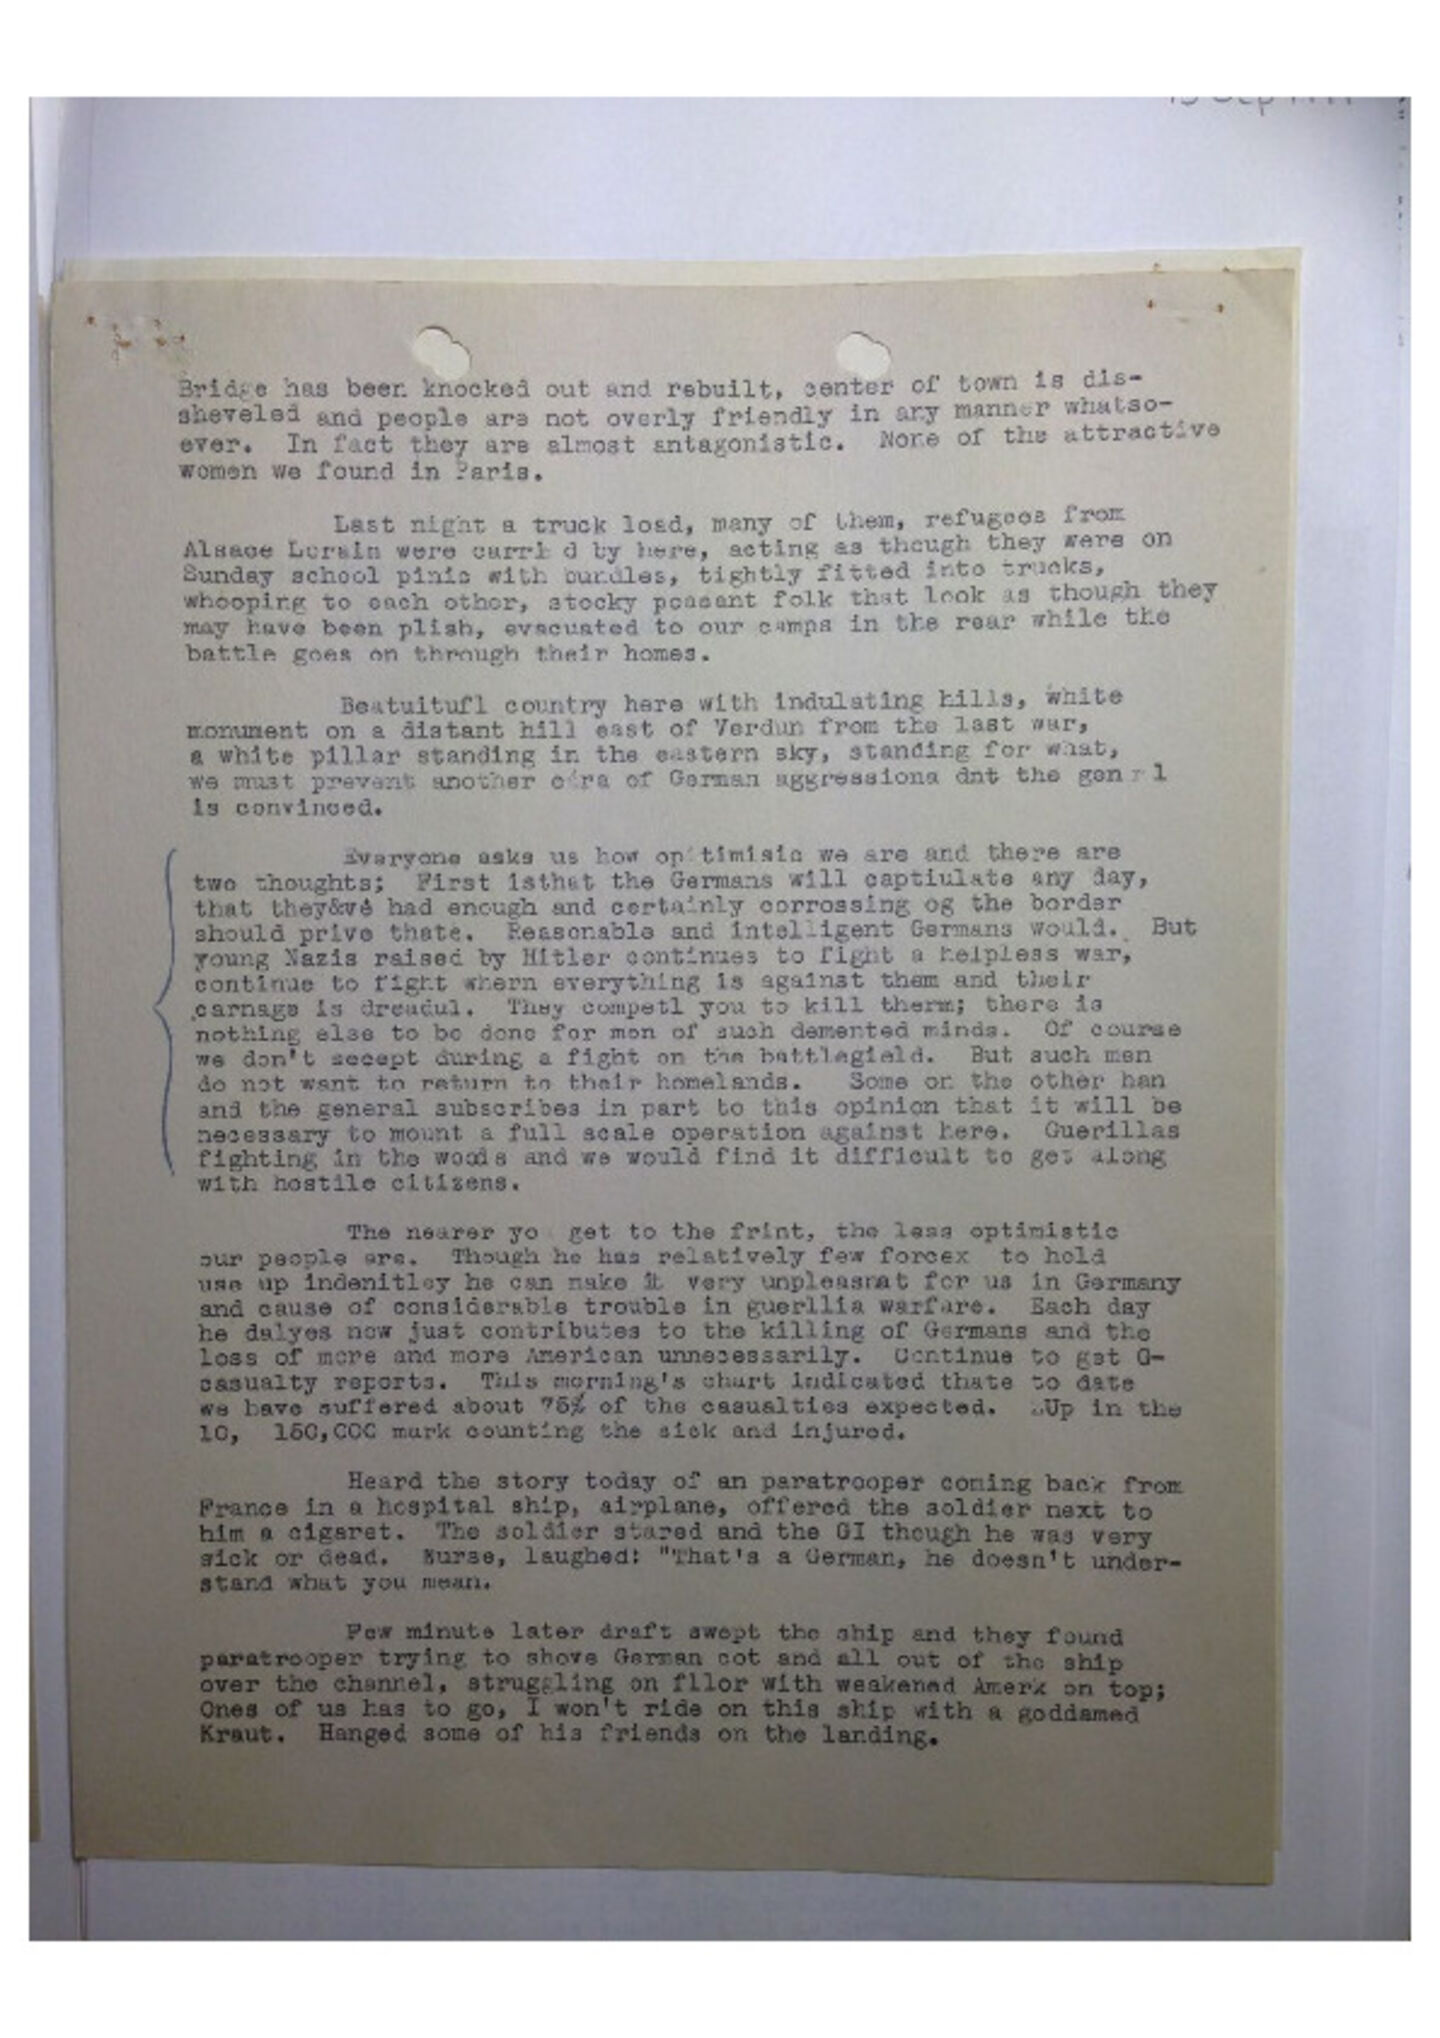 Bridge has been knocked out and rebuilt, center of town is dis-
sheveled and people are not overly friendly in any manner whatso-
ever. In fact they are almost antagonistic. None of the attractive
women we found in Paris.
Last night a truck load, many of them, refugees from
Alsace Lorain were carri d by here, acting as though they were on
Sunday school pinic with bundles, tightly fitted into trucks,
whooping to each other, stocky peasant folk that look as though they
may have been plish, evacuated to our camps in the rear while the
battle goes on through their homes.
Beatuitufl country here with indulating hills, white
monument on a distant hill east of Verdun from the last war,
a white pillar standing in the eastern sky, standing for what,
we must prevent another of German aggressiona dnt the gen r l
is convinced.
Everyone asks us how optimisic we are and there are
two thoughts; First isthat the Germans will captiulate any day,
that they&ve had enough and certainly corrossing og the border
should prive thate. Reasonable and intelligent Germans would. But
young Nazis raised by Hitler continues to fight a helpless war,
continue to fight whern everything is against them and their
carnage is dreadul. They competl you to kill therm; there is
nothing else to be done for men of such demented minds. Of course
we don't accept during a fight on the battlegield. But such men
do not want to return to their homelands. Some on the other han
and the general subscribes in part to this opinion that it will be
necessary to mount a full scale operation against here. Guerillas
fighting in the woods and we would find it difficult to get along
with hostile citizens.
The nearer yo get to the frint, the less optimistic
our people are. Though he has relatively few forcex to hold
use up indenitley he can make it very unpleasnat for us in Germany
and cause of considerable trouble in guerllia warfare. Each day
he dalyes now just contributes to the killing of Germans and the
loss of more and more American unnecessarily. Continue to get G-
casualty reports. This morning's chart indicated thate to date
we have suffered about 75% of the casualties expected. Up in the
10, 150,000 mark counting the sick and injured.
Heard the story today of an paratrooper coming back from
France in a hospital ship, airplane, offered the soldier next to
him a cigaret. The soldier stared and the GI though he was very
sick or dead. Nurse, laughed: "That's a German, he doesn't under-
stand what you mean.
Few minute later draft swept the ship and they found
paratrooper trying to shove German cot and all out of the ship
over the channel, struggling on fllor with weakened Amerk on top;
Ones of us has to go, I won't ride on this ship with a goddamed
Kraut. Hanged some of his friends on the landing.